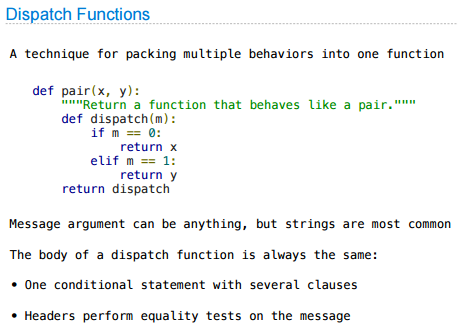 Dispatch Functions
A technique for packing multiple behaviors into one function
def pair(x, y):
    """Return a function that behaves like a pair."""
    def dispatch(m):
        if m == 0:
            return x
        elif m == 1:
            return y
    return dispatch
Message argument can be anything, but strings are most common
The body of a dispatch function is always the same:
• One conditional statement with several clauses
• Headers perform equality tests on the message